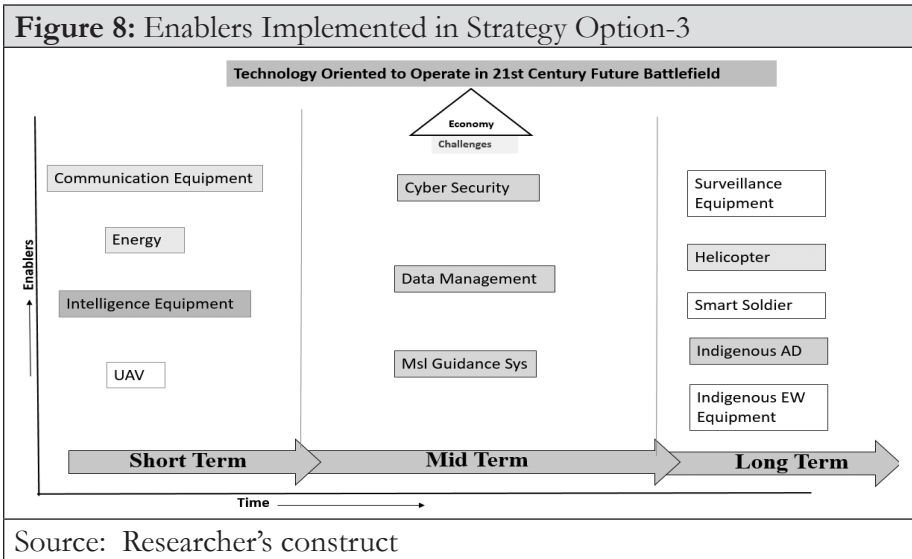 Figure 8: Enablers Implemented in Strategy Option-3
Technology Oriented to Operate in 21st Century Future Battlefield
Economy
Challenges
Enablers
Communication Equipment
Energy
Intelligence Equipment
UAV
Cyber Security
Data Management
Msl Guidance Sys
Surveillance
Equipment
Helicopter
Smart Soldier
Indigenous AD
Indigenous EW
Equipment
Short Term
Mid Term
Long Term
Time
Source: Researcher's construct